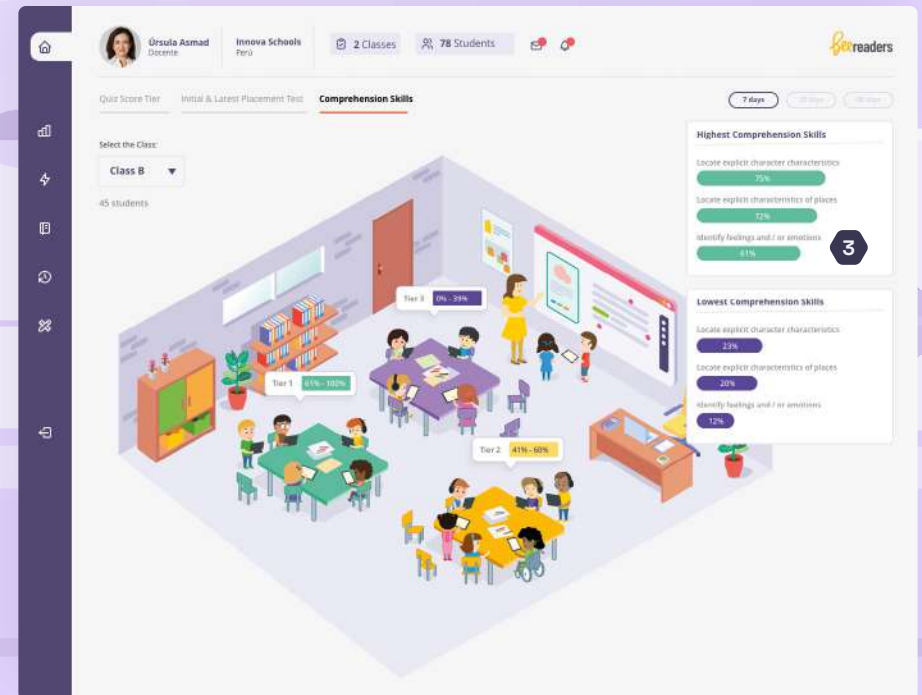 Úrsula Asmad
Docente
Innova Schools
Perú
2 Classes
78 Students
Beereaders
Quiz Score Tier
Initial & Latest Placement Test
Comprehension Skills
7 days
Select the Class:
Class B
45 students
Highest Comprehension Skills
Locate explicit character characteristics
75%
Locate explicit characteristics of places
72%
Identify feelings and / or emotions
61%
3
Lowest Comprehension Skills
Locate explicit character characteristics
23%
Locate explicit characteristics of places
20%
Identify feelings and / or emotions
12%
Tier 3 0% - 39%
Tier 1 61% - 100%
Tier 2 41% - 60%